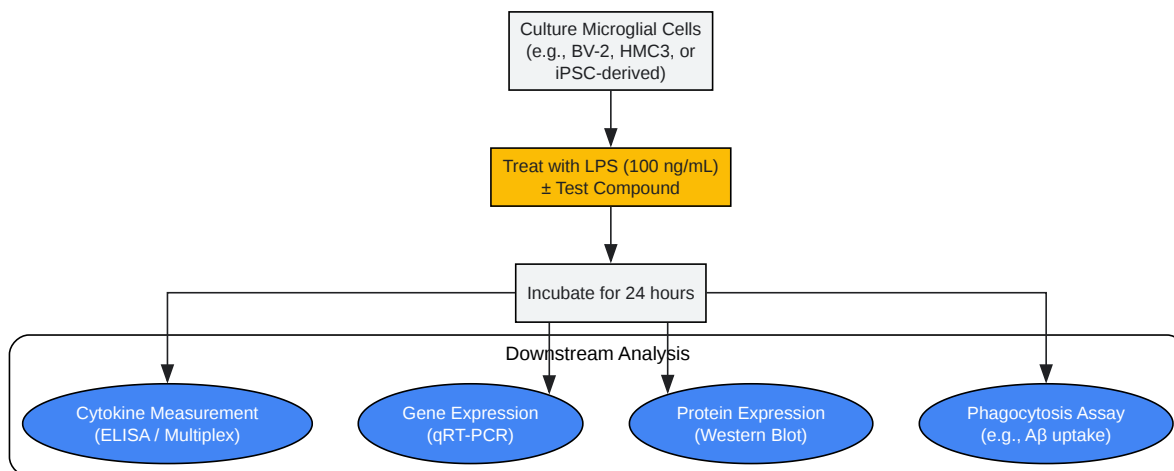 Culture Microglial Cells
(e.g., BV-2, HMC3, or
iPSC-derived)
Treat with LPS (100 ng/mL)
± Test Compound
Incubate for 24 hours
Downstream Analysis
Cytokine Measurement
(ELISA / Multiplex)
Gene Expression
(qRT-PCR)
Protein Expression
(Western Blot)
Phagocytosis Assay
(e.g., Aβ uptake)